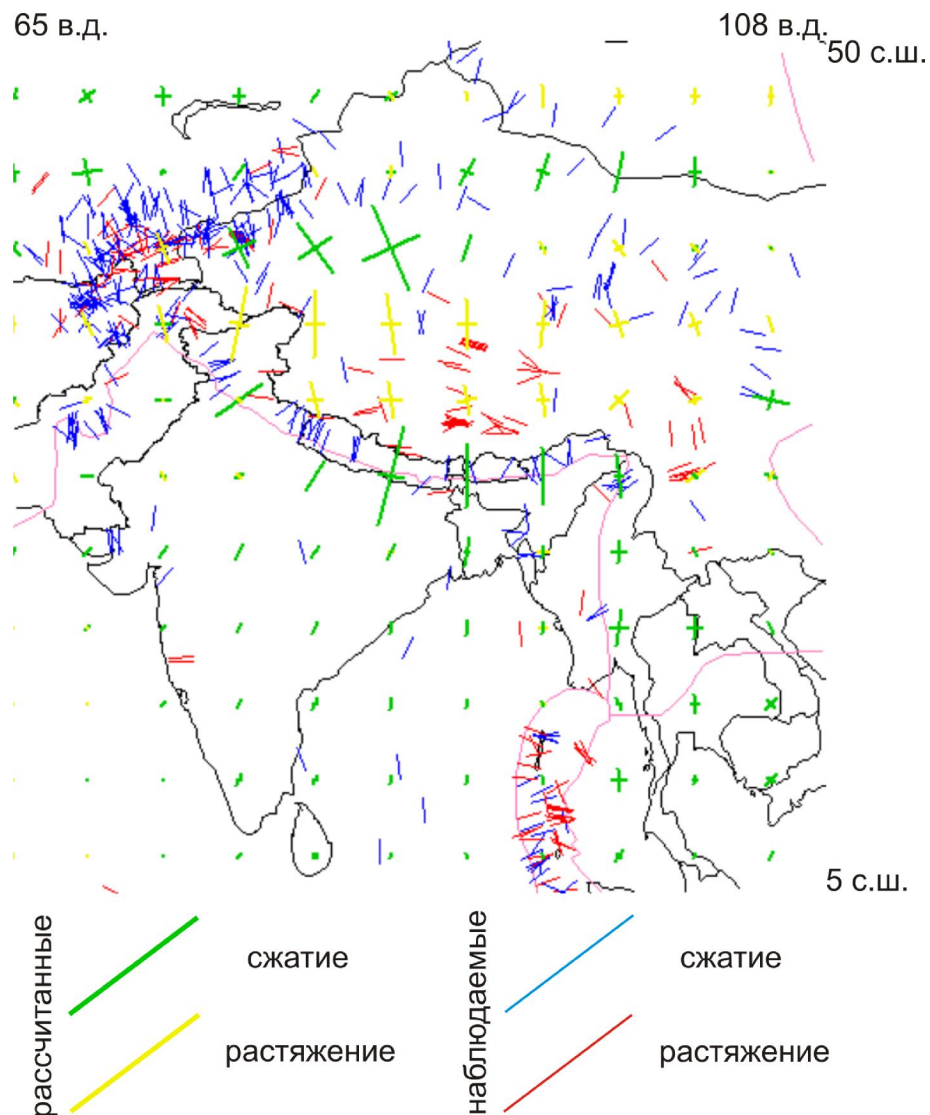 65 в.д.
108 в.д.
50 с.ш.
5 с.ш.
рассчитанные
сжатие
растяжение
наблюдаемые
сжатие
растяжение